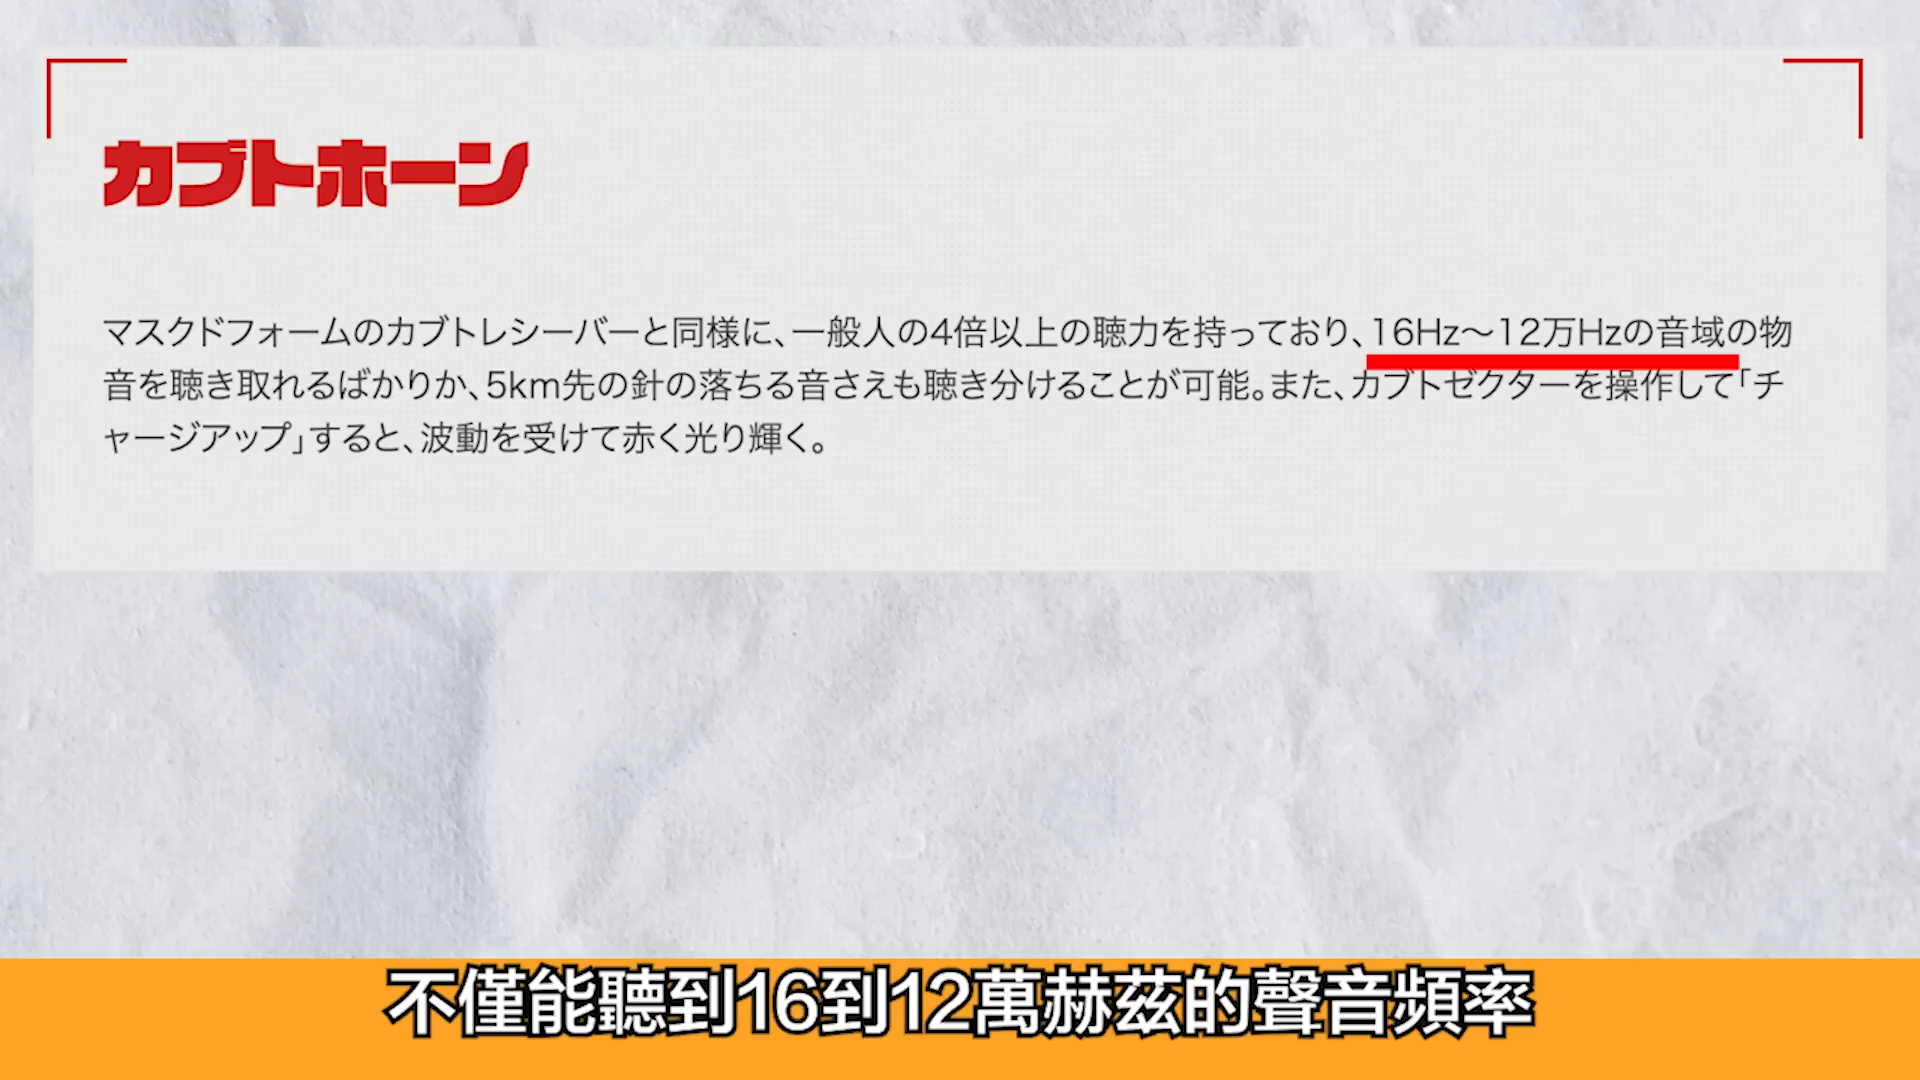 カブトホーン
マスクドフォームのカブトレシーバーと同様に、一般人の4倍以上の聴力を持っており、16Hz〜12万Hzの音域の物
音を聴き取れるばかりか、5km先の針の落ちる音さえも聴き分けることが可能。また、カブトゼクターを操作して「チ
ャージアップ」すると、波動を受けて赤く光り輝く。
不僅能聽到16到12萬赫茲的聲音頻率